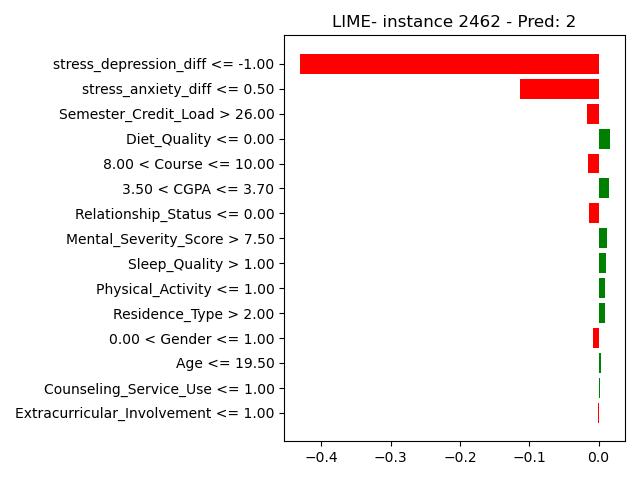 LIME- instance 2462 - Pred: 2
stress_depression_diff <= -1.00
stress_anxiety_diff <= 0.50
Semester_Credit_Load > 26.00
Diet_Quality <= 0.00
8.00 < Course <= 10.00
3.50 < CGPA <= 3.70
Relationship_Status <= 0.00
Mental_Severity_Score > 7.50
Sleep_Quality > 1.00
Physical_Activity <= 1.00
Residence_Type > 2.00
0.00 < Gender <= 1.00
Age <= 19.50
Counseling_Service_Use <= 1.00
Extracurricular_Involvement <= 1.00
−0.4 −0.3 −0.2 −0.1 0.0